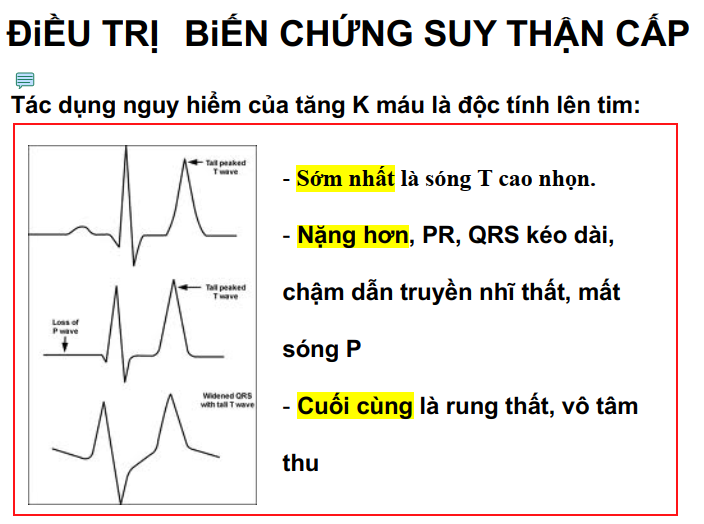 ĐiỀU TRỊ BiẾN CHỨNG SUY THẬN CẤP
Tác dụng nguy hiểm của tăng K máu là độc tính lên tim:
Tall peaked
T wave
- Sớm nhất là sóng T cao nhọn.
- Nặng hơn, PR, QRS kéo dài,
chậm dẫn truyền nhĩ thất, mất
sóng P
Tall peaked
T wave
Loss of
P wave
Widened QRS
with tall T wave
- Cuối cùng là rung thất, vô tâm
thu